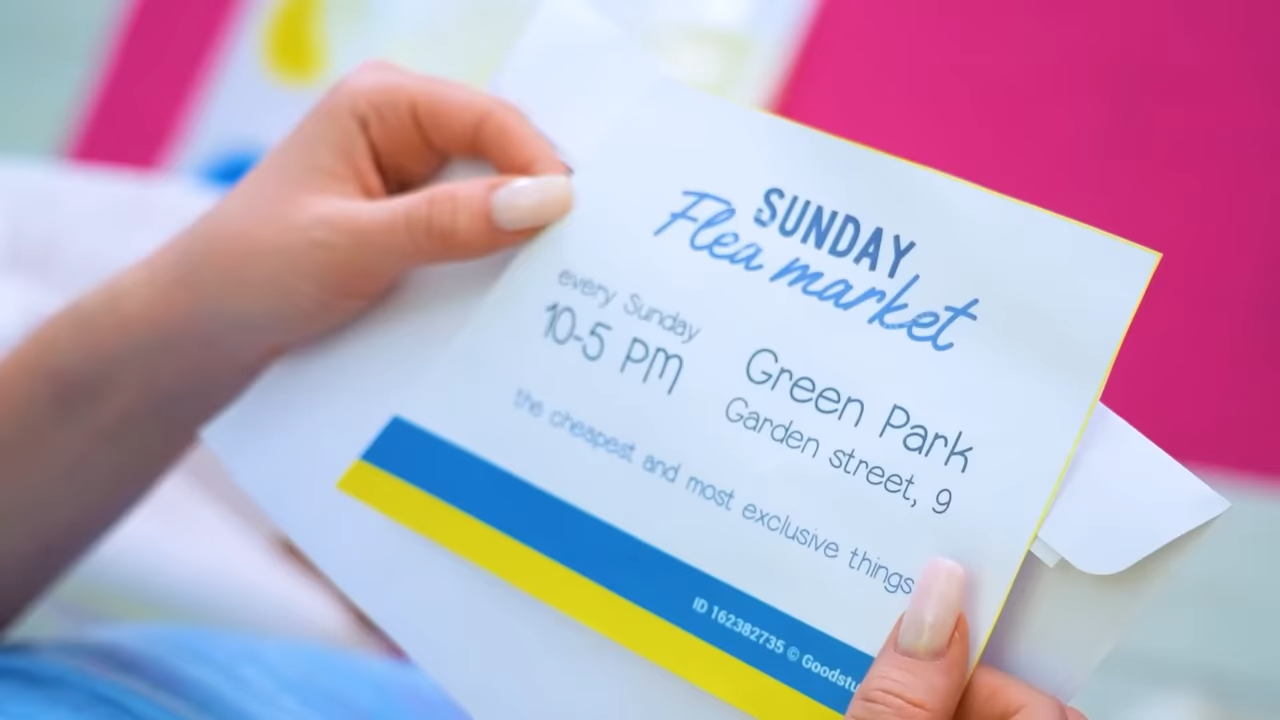 SUNDAY
Flea market
every Sunday
10-5 PM
Green Park
Garden street, 9
the cheapest and most exclusive things
ID 162382735 © Goodstu